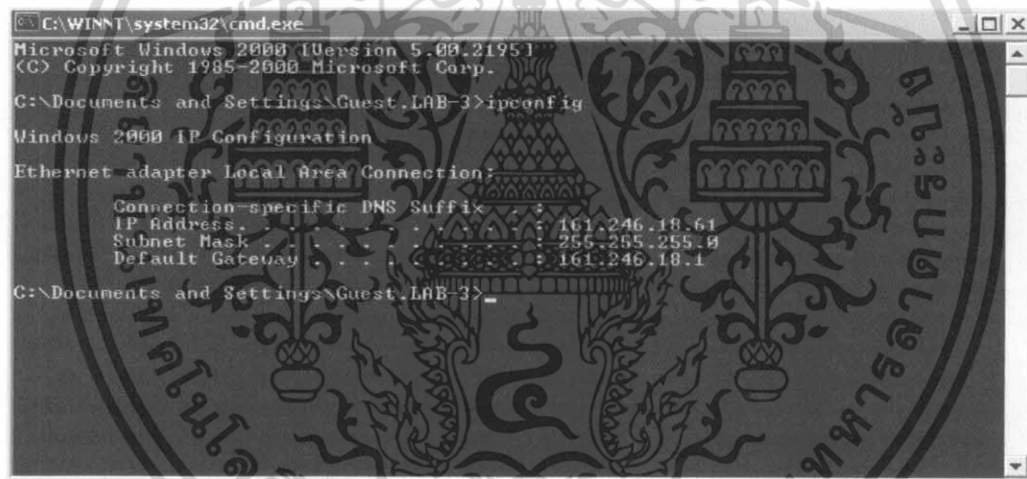 C:\WINNT\system32\cmd.exe
Microsoft Windows 2000 [Version 5.00.2195]
(C) Copyright 1985-2000 Microsoft Corp.
C:\Documents and Settings\Guest.LAB-3>ipconfig
Windows 2000 IP Configuration
Ethernet adapter Local Area Connection:
Connection-specific DNS Suffix . :
IP Address. . . . . . . . . . . . : 161.246.18.61
Subnet Mask . . . . . . . . . . . : 255.255.255.0
Default Gateway . . . . . . . . . : 161.246.18.1
C:\Documents and Settings\Guest.LAB-3>